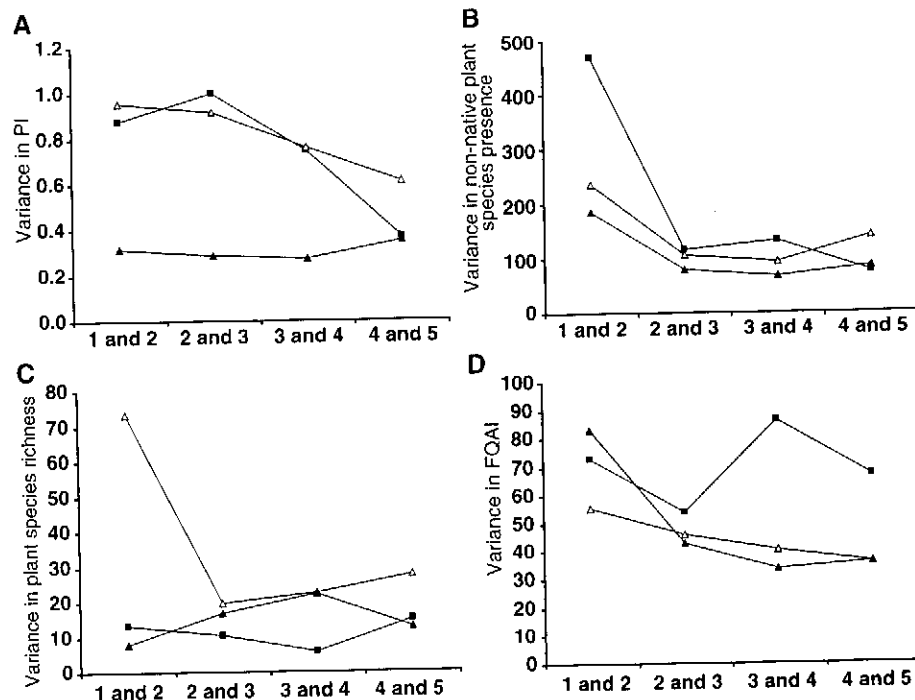 A
Variance in PI
1.2
1.0
0.8
0.6
0.4
0.2
0.0
1 and 2 2 and 3 3 and 4 4 and 5
B
Variance in non-native plant
species presence
500
400
300
200
100
0
1 and 2 2 and 3 3 and 4 4 and 5
C
Variance in plant species richness
80
70
60
50
40
30
20
10
0
1 and 2 2 and 3 3 and 4 4 and 5
D
Variance in FQAI
100
90
80
70
60
50
40
30
20
10
0
1 and 2 2 and 3 3 and 4 4 and 5